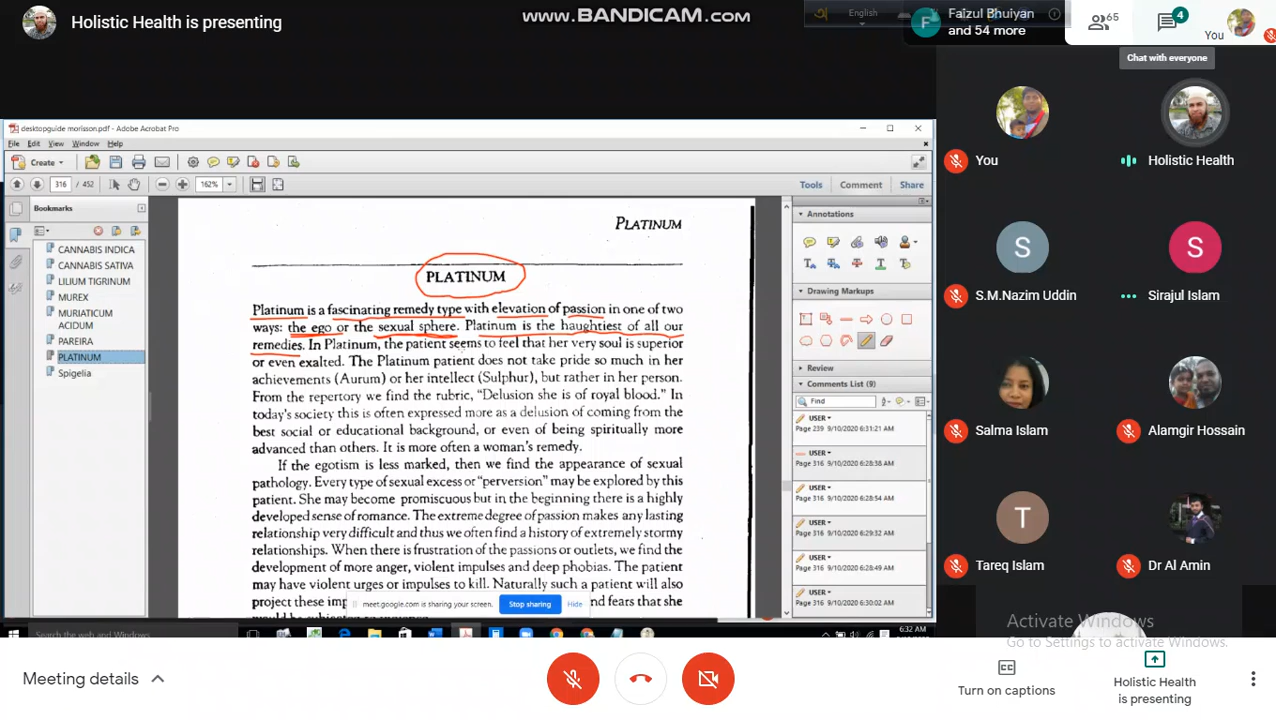 Holistic Health is presenting
www.BANDICAM.com
English
Faizul Bhuiyan
and 54 more
65
4
You
Chat with everyone
desktopguide morisson.pdf - Adobe Acrobat Pro
File Edit View Window Help
Create
316 / 452
162%
Tools Comment Share
Bookmarks
CANNABIS INDICA
CANNABIS SATIVA
LILIUM TIGRINUM
MUREX
MURIATICUM
ACIDUM
PAREIRA
PLATINUM
Spigelia
PLATINUM
PLATINUM
Platinum is a fascinating remedy type with elevation of passion in one of two
ways: the ego or the sexual sphere. Platinum is the haughtiest of all our
remedies. In Platinum, the patient seems to feel that her very soul is superior
or even exalted. The Platinum patient does not take pride so much in her
achievements (Aurum) or her intellect (Sulphur), but rather in her person.
From the repertory we find the rubric, "Delusion she is of royal blood." In
today's society this is often expressed more as a delusion of coming from the
best social or educational background, or even of being spiritually more
advanced than others. It is more often a woman's remedy.
If the egotism is less marked, then we find the appearance of sexual
pathology. Every type of sexual excess or "perversion" may be explored by this
patient. She may become promiscuous but in the beginning there is a highly
developed sense of romance. The extreme degree of passion makes any lasting
relationship very difficult and thus we often find a history of extremely stormy
relationships. When there is frustration of the passions or outlets, we find the
development of more anger, violent impulses and deep phobias. The patient
may have violent urges or impulses to kill. Naturally such a patient will also
project these imp
nd fears that she
meet.google.com is sharing your screen. Stop sharing Hide
Annotations
Drawing Markups
Review
Comments List (9)
Find
USER
Page 239 9/10/2020 6:31:21 AM
USER
Page 316 9/10/2020 6:28:38 AM
USER
Page 316 9/10/2020 6:28:54 AM
USER
Page 316 9/10/2020 6:29:32 AM
USER
Page 316 9/10/2020 6:28:49 AM
USER
Page 316 9/10/2020 6:30:02 AM
Search the web and Windows
6:32 AM
You
Holistic Health
S
S.M.Nazim Uddin
S
Sirajul Islam
Salma Islam
Alamgir Hossain
T
Tareq Islam
Dr Al Amin
Activate Windows
Go to Settings to activate Windows.
Meeting details
Turn on captions
Holistic Health
is presenting